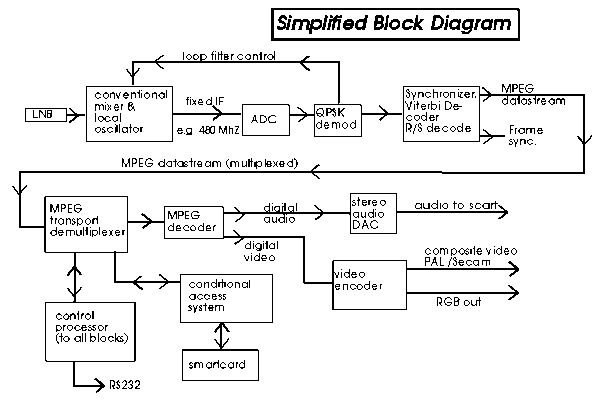 Simplified Block Diagram
loop filter control
LNB
conventional
mixer &
local
oscillator
fixed IF
e.g. 480 MhZ
ADC
QPSK
demod
Synchronizer.
Viterbi De-
coder
R/S decode
MPEG
datastream
Frame
sync.
MPEG datastream (multiplexed)
MPEG
transport
demultiplexer
MPEG
decoder
digital
audio
stereo
audio
DAC
audio to scart
digital
video
video
encoder
composite video
PAL /Secam
RGB out
conditional
access
system
control
processor
(to all blocks)
smartcard
RS232